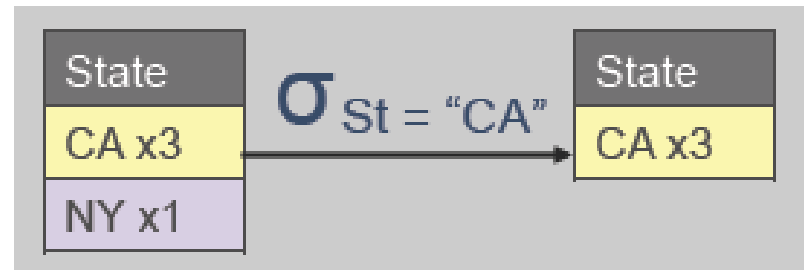 State
CA x3
NY x1
σ St = “CA”
State
CA x3